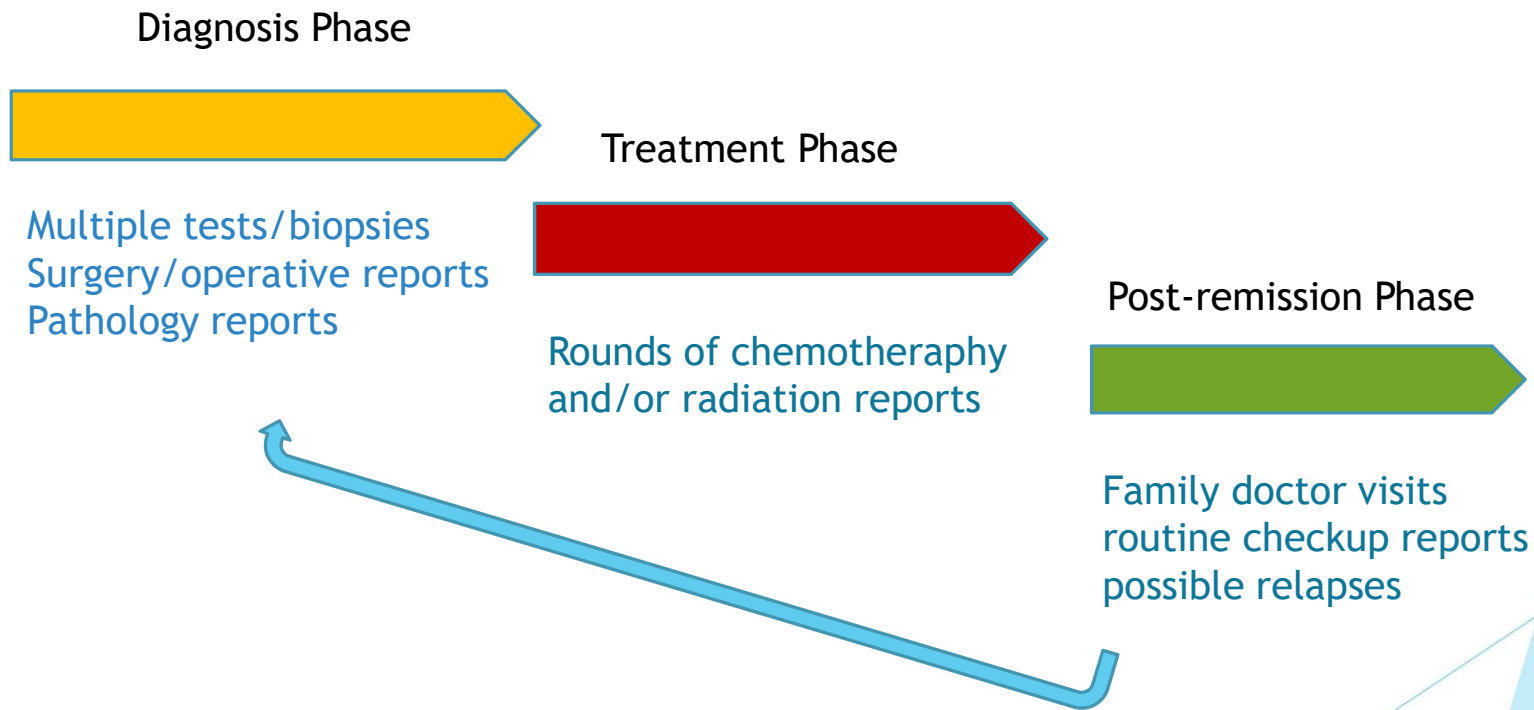 Diagnosis Phase
Multiple tests/biopsies
Surgery/operative reports
Pathology reports
Treatment Phase
Rounds of chemotheraphy
and/or radiation reports
Post-remission Phase
Family doctor visits
routine checkup reports
possible relapses